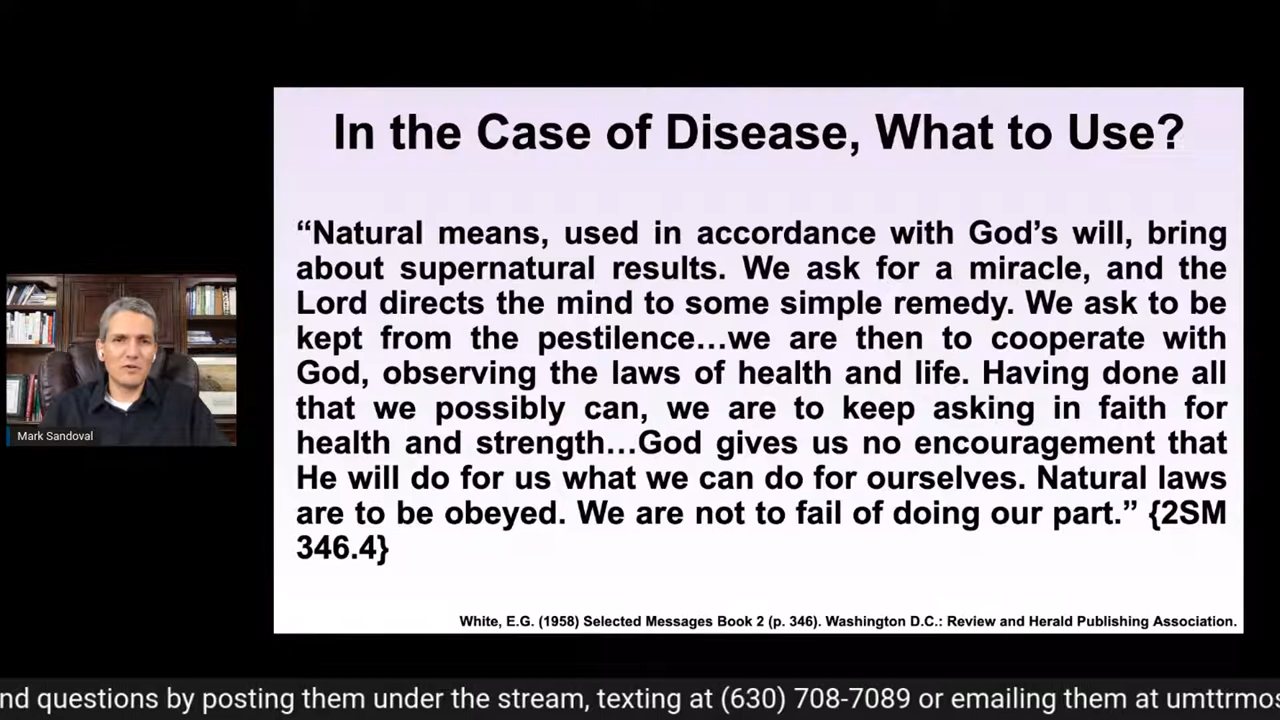 In the Case of Disease, What to Use?
“Natural means, used in accordance with God’s will, bring
about supernatural results. We ask for a miracle, and the
Lord directs the mind to some simple remedy. We ask to be
kept from the pestilence…we are then to cooperate with
God, observing the laws of health and life. Having done all
that we possibly can, we are to keep asking in faith for
health and strength…God gives us no encouragement that
He will do for us what we can do for ourselves. Natural laws
are to be obeyed. We are not to fail of doing our part.” {2SM
346.4}
White, E.G. (1958) Selected Messages Book 2 (p. 346). Washington D.C.: Review and Herald Publishing Association.
Mark Sandoval
nd questions by posting them under the stream, texting at (630) 708-7089 or emailing them at umttrmos